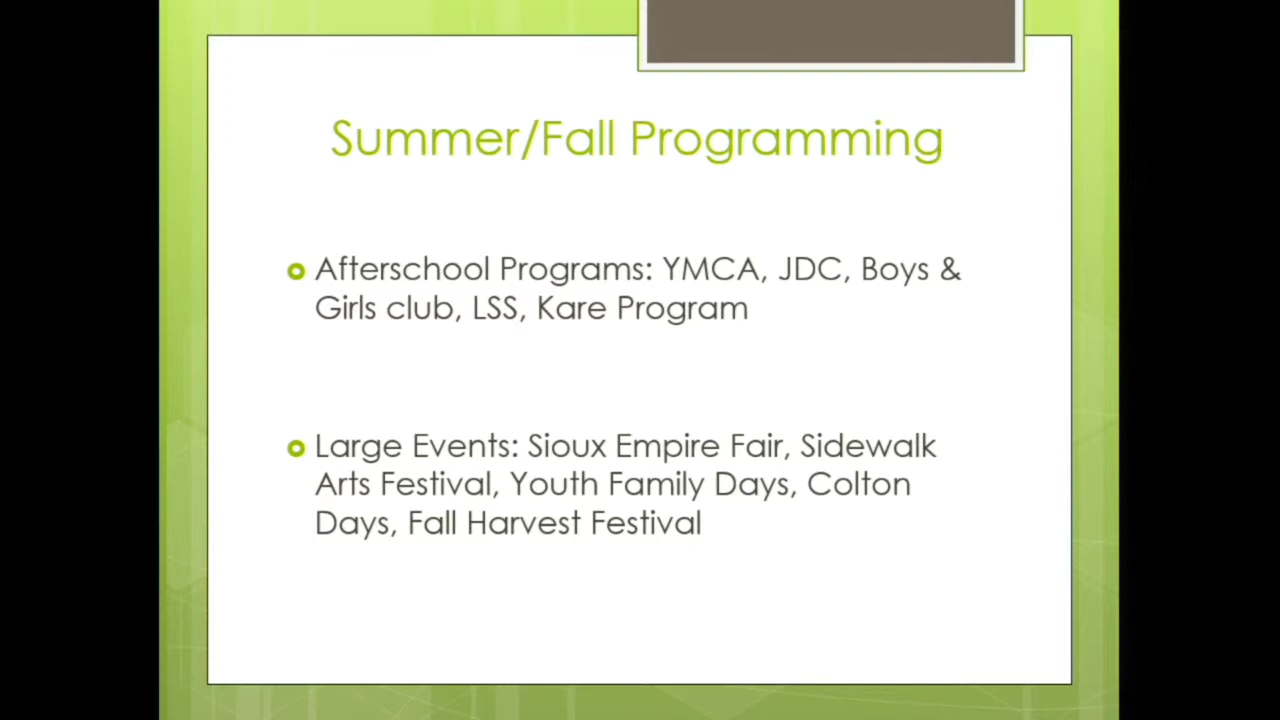 Summer/Fall Programming
Afterschool Programs: YMCA, JDC, Boys &
Girls club, LSS, Kare Program
Large Events: Sioux Empire Fair, Sidewalk
Arts Festival, Youth Family Days, Colton
Days, Fall Harvest Festival